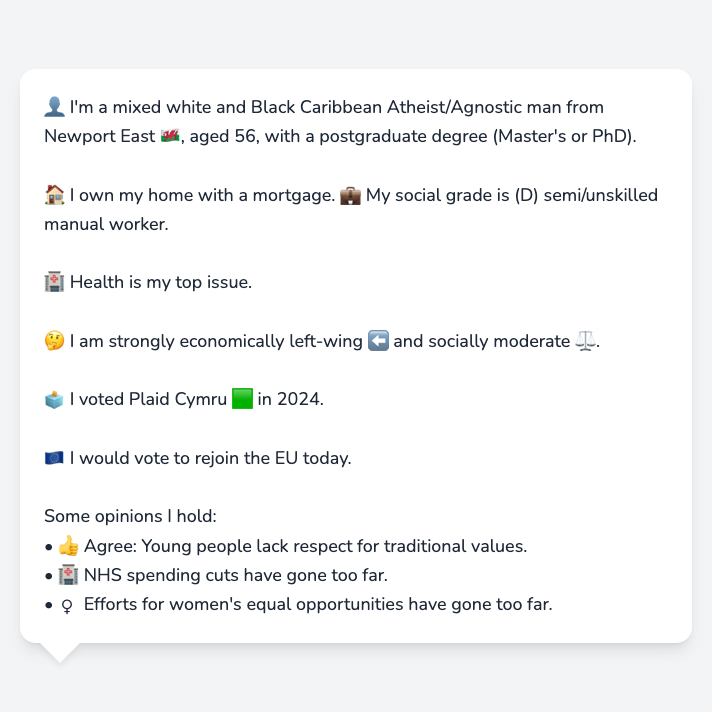 👤 I'm a mixed white and Black Caribbean Atheist/Agnostic man from
Newport East 🏴󠁧󠁢󠁷󠁬󠁳󠁿, aged 56, with a postgraduate degree (Master's or PhD).
🏠 I own my home with a mortgage. 💼 My social grade is (D) semi/unskilled
manual worker.
🏥 Health is my top issue.
🤔 I am strongly economically left-wing ⬅️ and socially moderate ⚖️.
🗳️ I voted Plaid Cymru 🟩 in 2024.
🇪🇺 I would vote to rejoin the EU today.
Some opinions I hold:
• 👍 Agree: Young people lack respect for traditional values.
• 🏥 NHS spending cuts have gone too far.
• ♀ Efforts for women's equal opportunities have gone too far.